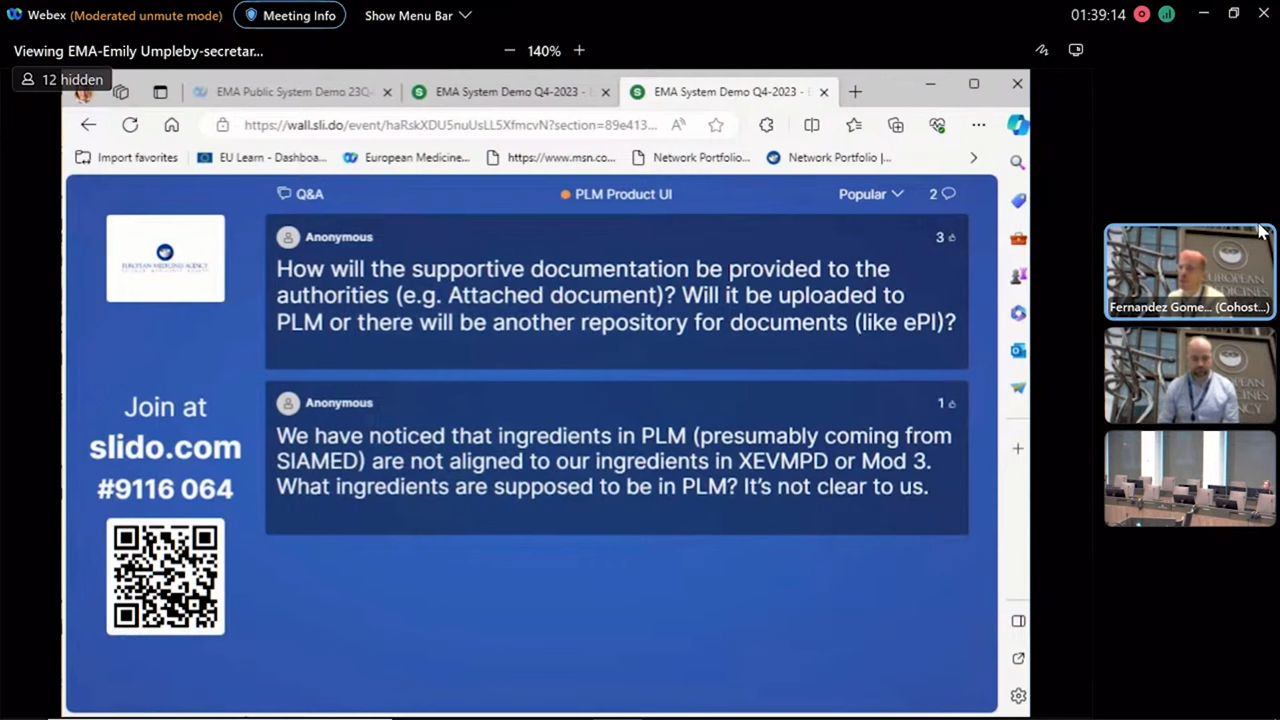 Webex (Moderated unmute mode) Meeting Info Show Menu Bar 01:39:14
Viewing EMA-Emily Umpleby-secretar... 140%
12 hidden
EMA Public System Demo 23Q- EMA System Demo Q4-2023 - EMA System Demo Q4-2023 -
https://wall.sli.do/event/haRskXDU5nuUsLL5XfmcvN?section=89e413...
Import favorites EU Learn - Dashboa... European Medicine... https://www.msn.co... Network Portfolio... Network Portfolio |...
Q&A PLM Product UI Popular 2
EUROPEAN MEDICINES AGENCY
Anonymous 3
How will the supportive documentation be provided to the
authorities (e.g. Attached document)? Will it be uploaded to
PLM or there will be another repository for documents (like ePI)?
Anonymous 1
We have noticed that ingredients in PLM (presumably coming from
SIAMED) are not aligned to our ingredients in XEVMPD or Mod 3.
What ingredients are supposed to be in PLM? It's not clear to us.
Join at
slido.com
#9116 064
Fernandez Gome... (Cohost...)